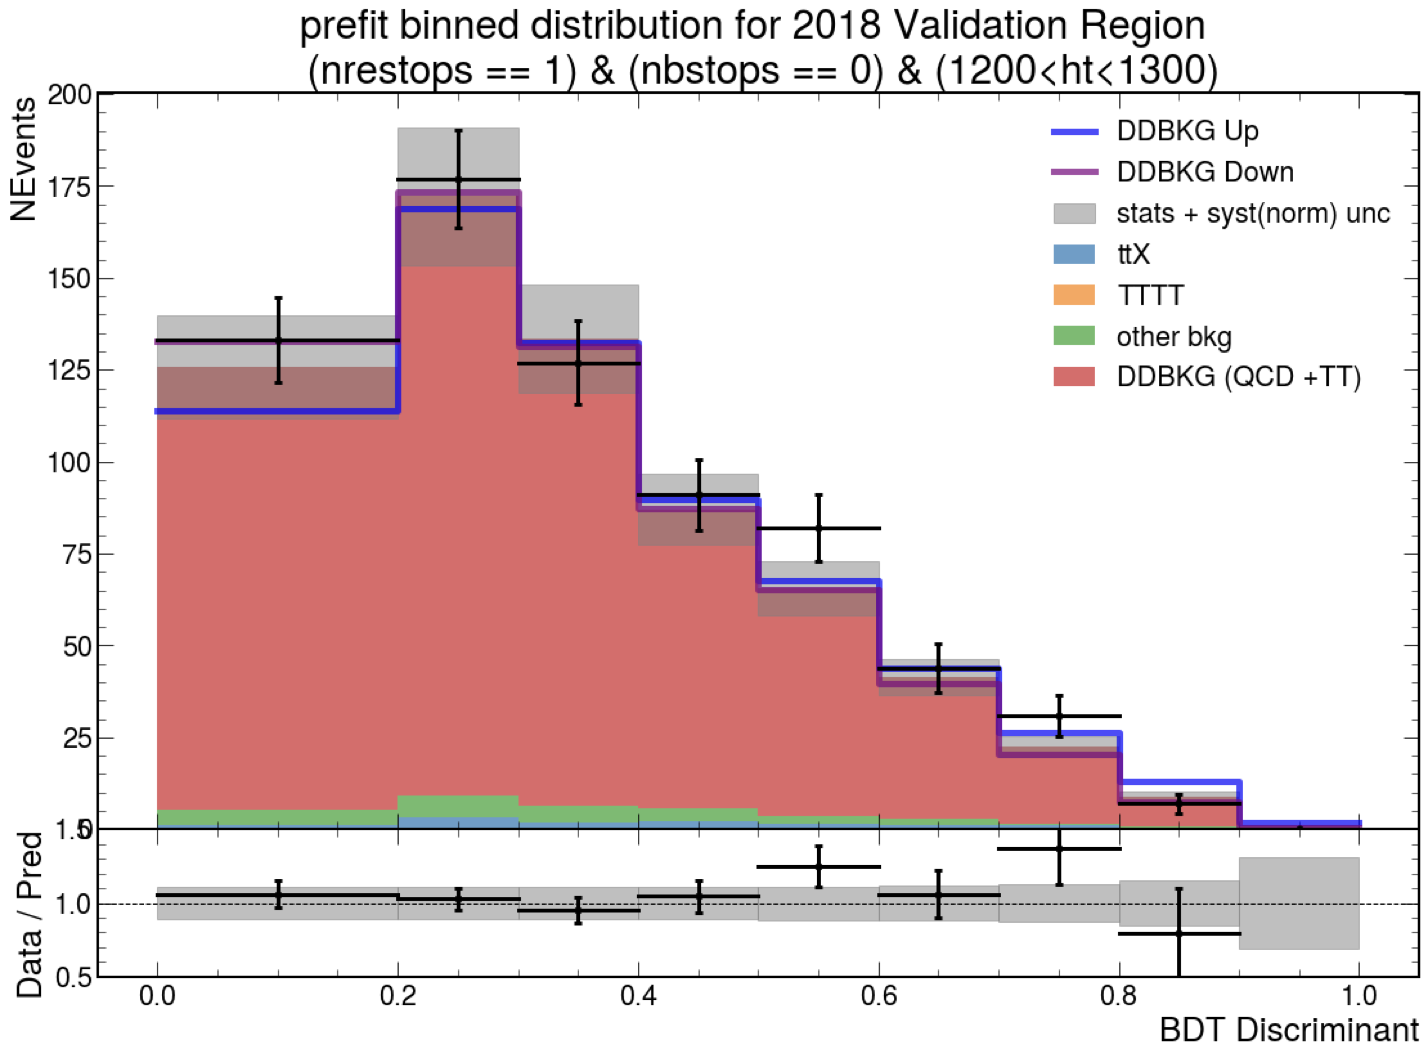 prefit binned distribution for 2018 Validation Region
(nrestops == 1) & (nbstops == 0) & (1200<ht<1300)
NEvents
200
175
150
125
100
75
50
25
0
DDBKG Up
DDBKG Down
stats + syst(norm) unc
ttX
TTTT
other bkg
DDBKG (QCD +TT)
Data / Pred
1.5
1.0
0.5
0.0 0.2 0.4 0.6 0.8 1.0
BDT Discriminant